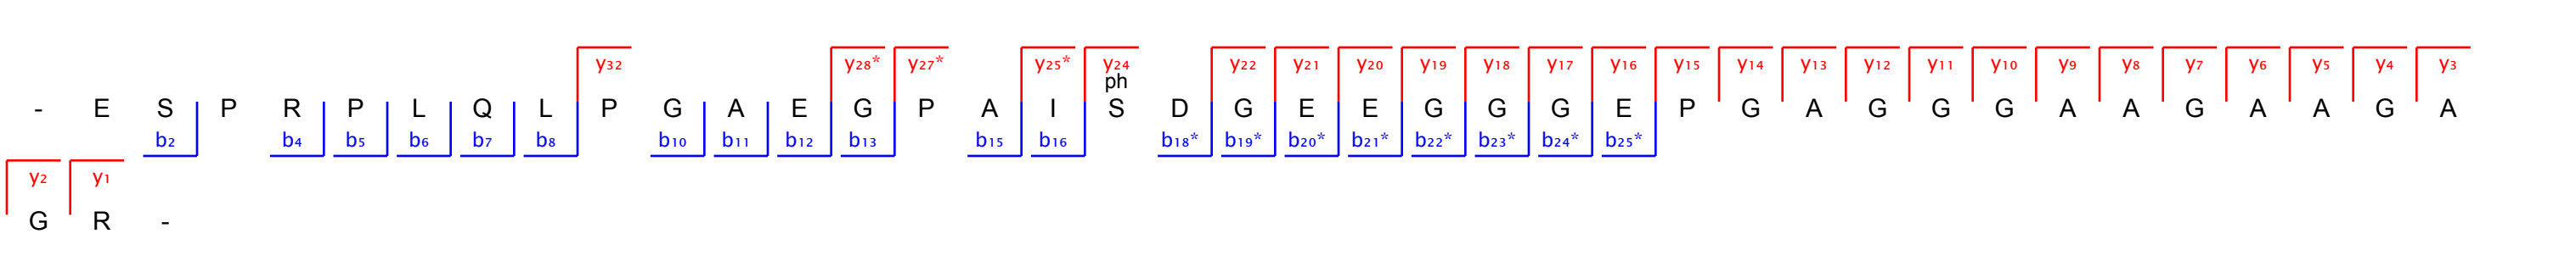 y32 y28* y27* y25* y24 y22 y21 y20 y19 y18 y17 y16 y15 y14 y13 y12 y11 y10 y9 y8 y7 y6 y5 y4 y3
ph
- E S P R P L Q L P G A E G P A I S D G E E G G G E P G A G G G A A G A A G A
b2 b4 b5 b6 b7 b8 b10 b11 b12 b13 b15 b16 b18* b19* b20* b21* b22* b23* b24* b25*
y2 y1
G R -